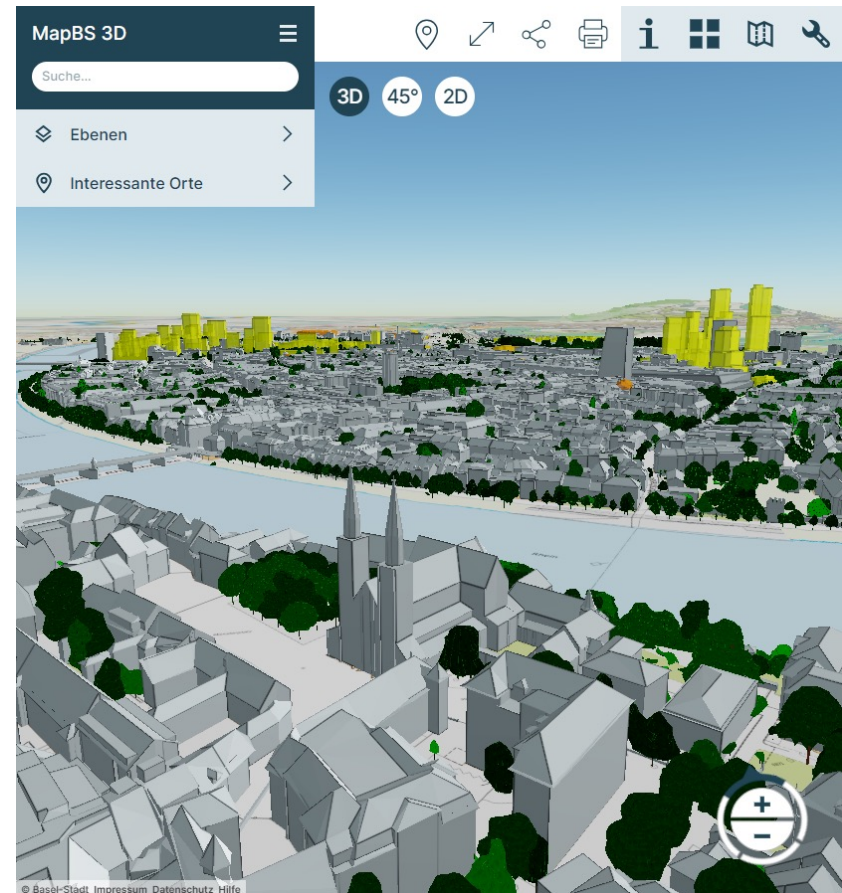 MapBS 3D
Suche...
Ebenen
Interessante Orte
3D 45° 2D
© Basel-Stadt Impressum Datenschutz Hilfe